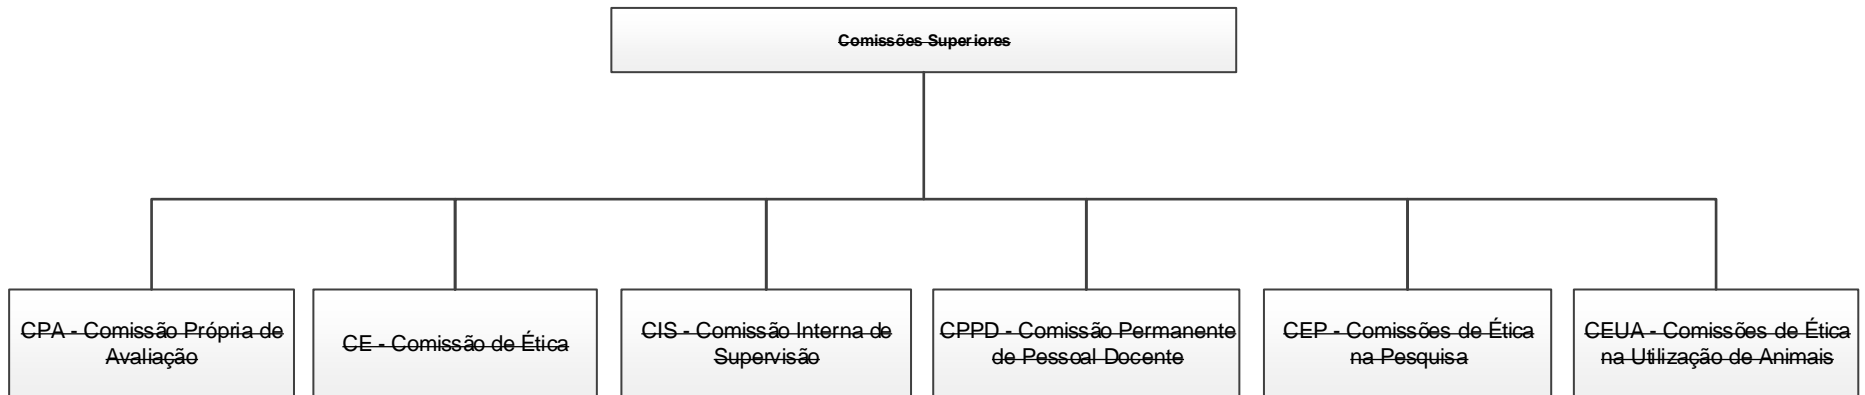 Comissões Superiores
CPA - Comissão Própria de
Avaliação
CE - Comissão de Ética
CIS - Comissão Interna de
Supervisão
CPPD - Comissão Permanente
de Pessoal Docente
CEP - Comissões de Ética
na Pesquisa
CEUA - Comissões de Ética
na Utilização de Animais